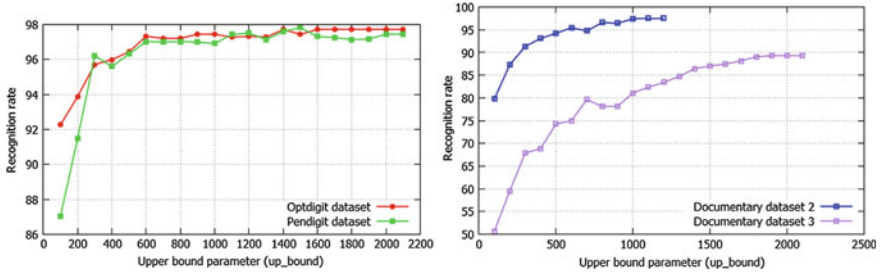 98
96
94
92
90
88
86
Recognition rate
Optdigit dataset
Pendigit dataset
0 200 400 600 800 1000 1200 1400 1600 1800 2000 2200
Upper bound parameter (up_bound)
100
95
90
85
80
75
70
65
60
55
50
Recognition rate
Documentary dataset 2
Documentary dataset 3
0 500 1000 1500 2000 2500
Upper bound parameter (up_bound)